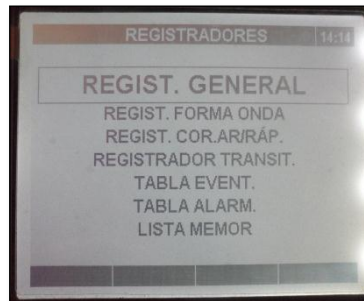 REGISTRADORES 14:14
REGIST. GENERAL
REGIST. FORMA ONDA
REGIST. COR.AR/RÁP.
REGISTRADOR TRANSIT.
TABLA EVENT.
TABLA ALARM.
LISTA MEMOR